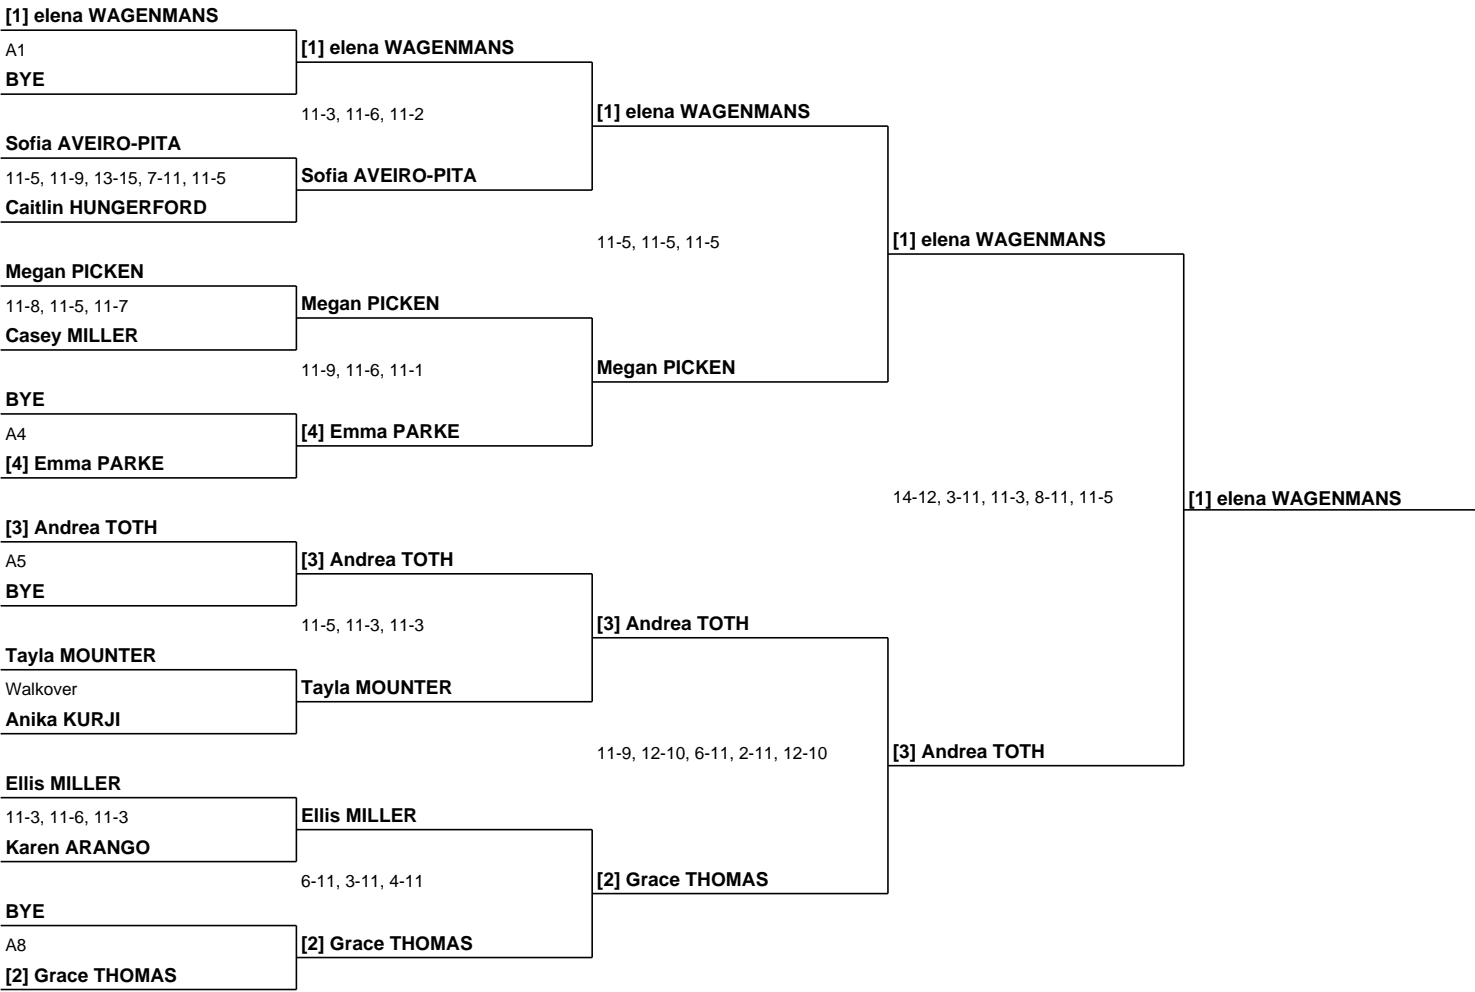 [1] elena WAGENMANS
A1
BYE
Sofia AVEIRO-PITA
11-5, 11-9, 13-15, 7-11, 11-5
Caitlin HUNGERFORD
Megan PICKEN
11-8, 11-5, 11-7
Casey MILLER
BYE
A4
[4] Emma PARKE
[3] Andrea TOTH
A5
BYE
Tayla MOUNTER
Walkover
Anika KURJI
Ellis MILLER
11-3, 11-6, 11-3
Karen ARANGO
BYE
A8
[2] Grace THOMAS
[1] elena WAGENMANS
11-3, 11-6, 11-2
Sofia AVEIRO-PITA
Megan PICKEN
11-9, 11-6, 11-1
[4] Emma PARKE
[3] Andrea TOTH
11-5, 11-3, 11-3
Tayla MOUNTER
Ellis MILLER
6-11, 3-11, 4-11
[2] Grace THOMAS
[1] elena WAGENMANS
11-5, 11-5, 11-5
Megan PICKEN
[3] Andrea TOTH
11-9, 12-10, 6-11, 2-11, 12-10
[2] Grace THOMAS
[1] elena WAGENMANS
14-12, 3-11, 11-3, 8-11, 11-5
[3] Andrea TOTH
[1] elena WAGENMANS